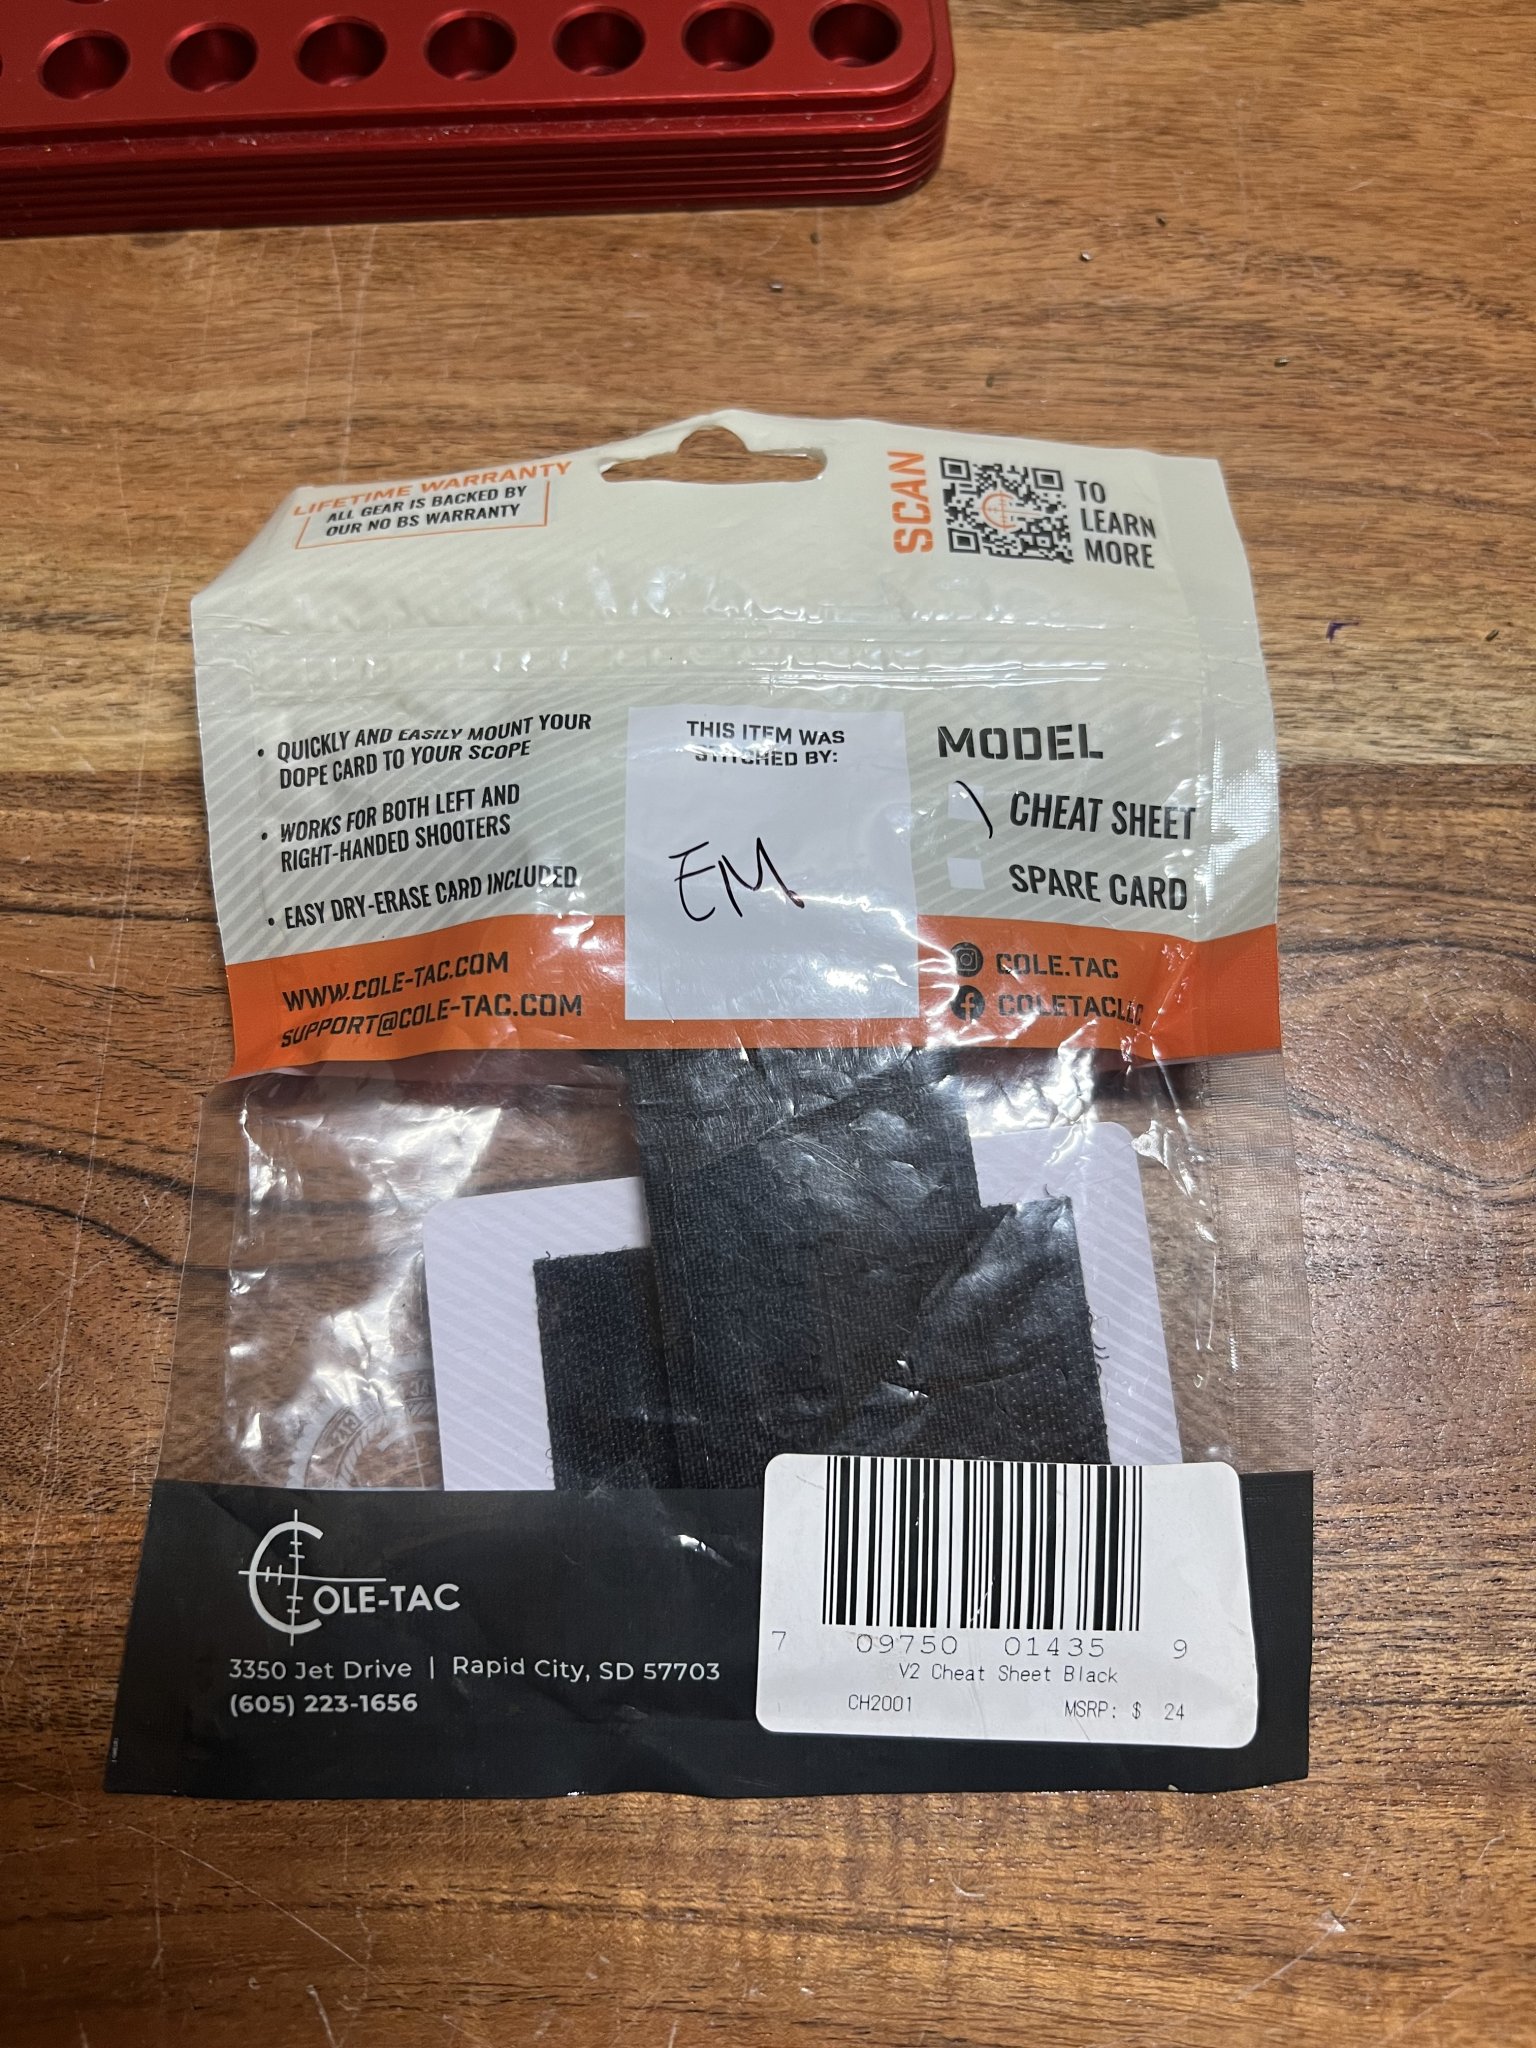 LIFETIME WARRANTY
ALL GEAR IS BACKED BY
OUR NO BS WARRANTY
SCAN
TO
LEARN
MORE
• QUICKLY AND EASILY MOUNT YOUR
DOPE CARD TO YOUR SCOPE
• WORKS FOR BOTH LEFT AND
RIGHT-HANDED SHOOTERS
• EASY DRY-ERASE CARD INCLUDED
THIS ITEM WAS
STITCHED BY:
EM
MODEL
CHEAT SHEET
SPARE CARD
WWW.COLE-TAC.COM
SUPPORT@COLE-TAC.COM
COLE.TAC
COLETACLLC
COLE-TAC
3350 Jet Drive | Rapid City, SD 57703
(605) 223-1656
7 09750 01435 9
V2 Cheat Sheet Black
CH2001 MSRP: $ 24